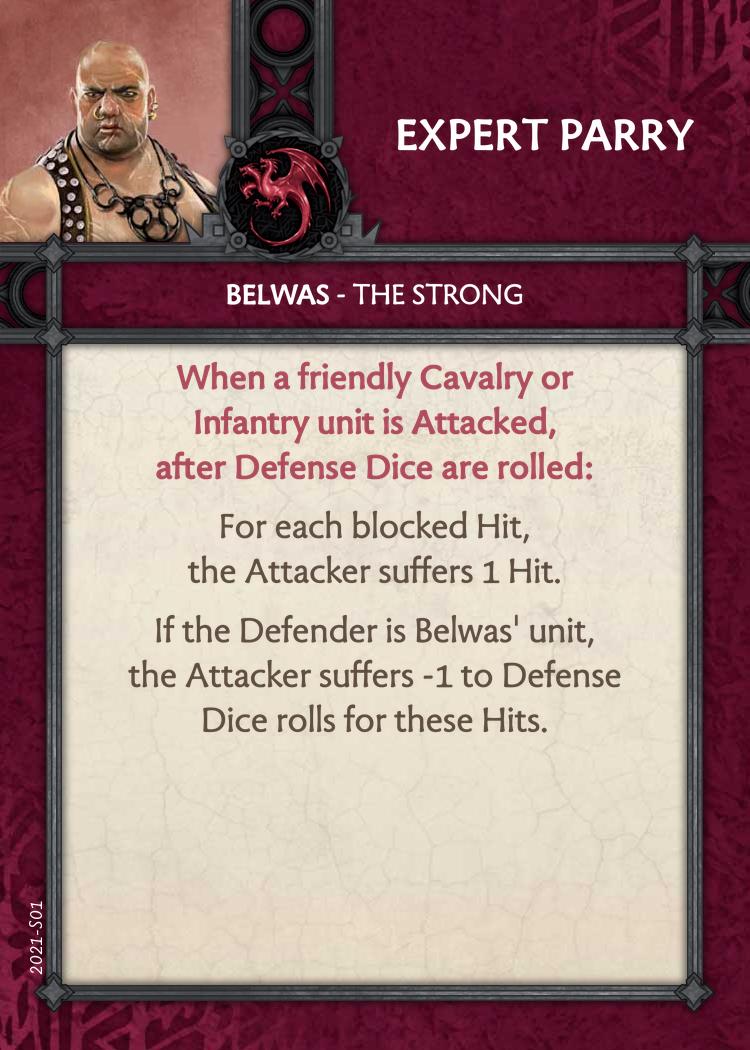 EXPERT PARRY
BELWAS - THE STRONG
When a friendly Cavalry or
Infantry unit is Attacked,
after Defense Dice are rolled:
For each blocked Hit,
the Attacker suffers 1 Hit.
If the Defender is Belwas' unit,
the Attacker suffers -1 to Defense
Dice rolls for these Hits.
2021-S01